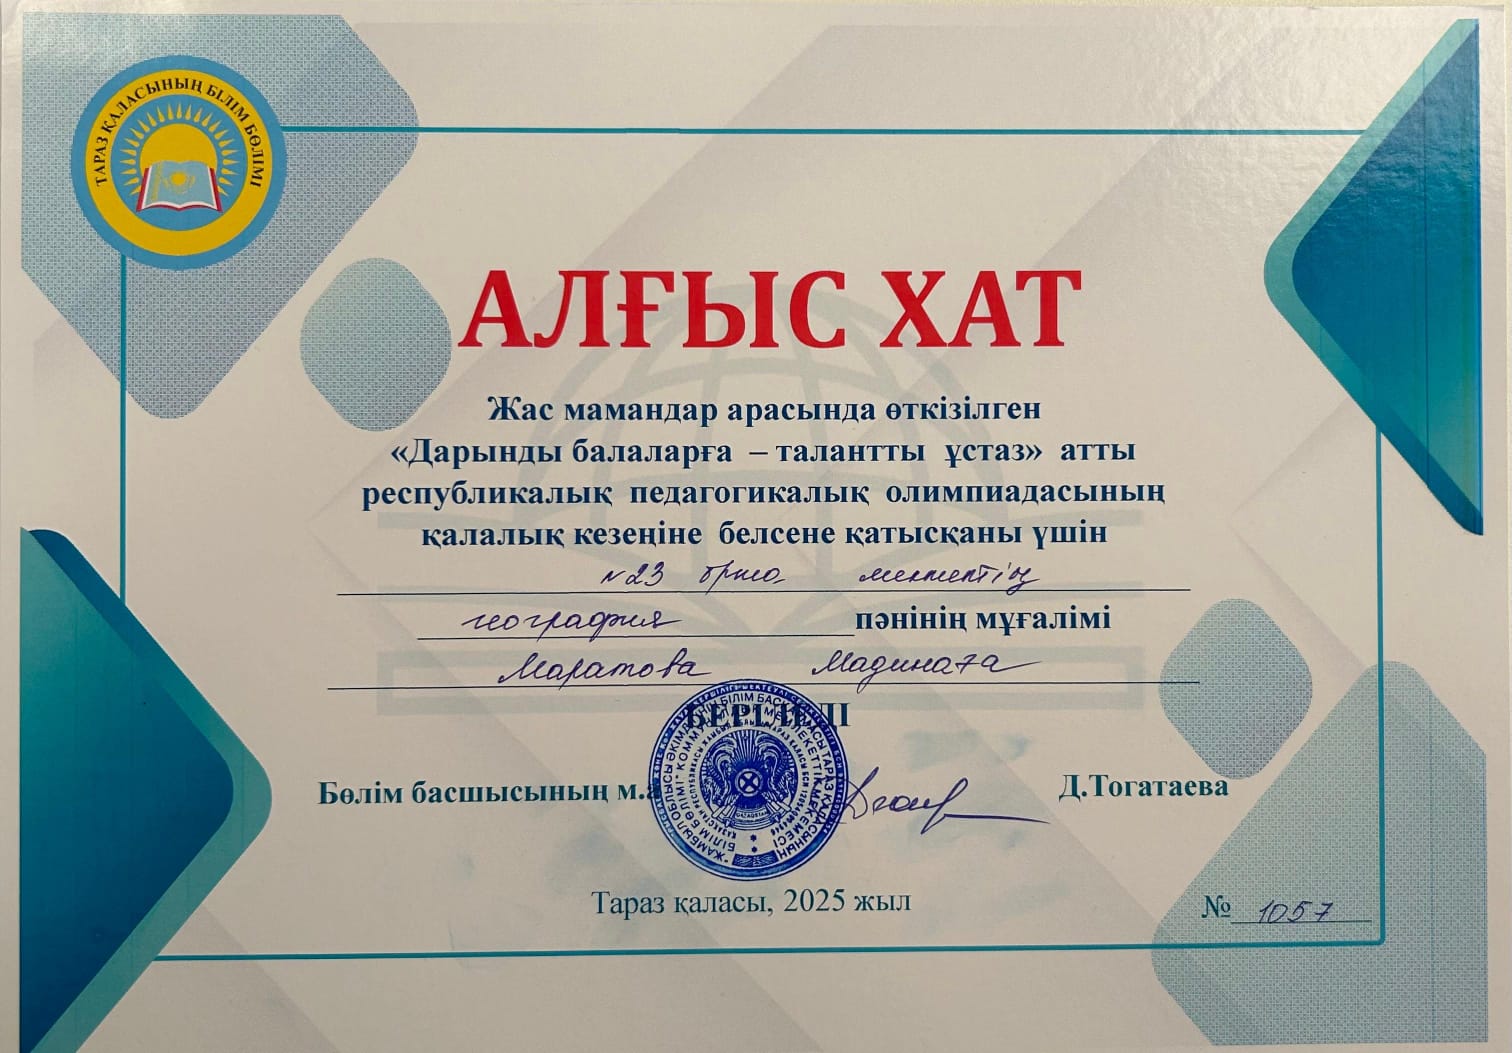 ТАРАЗ ҚАЛАСЫНЫҢ БІЛІМ БӨЛІМІ
АЛҒЫС ХАТ
Жас мамандар арасында өткізілген
«Дарынды балаларға – талантты ұстаз» атты
республикалық педагогикалық олимпиадасының
қалалық кезеңіне белсене қатысқаны үшін
№23 орта мектептің
география пәнінің мұғалімі
Маратова Мадинаға
БЕРІЛЕДІ
Бөлім басшысының м.а
Д.Тогатаева
Тараз қаласы, 2025 жыл
№ 1057